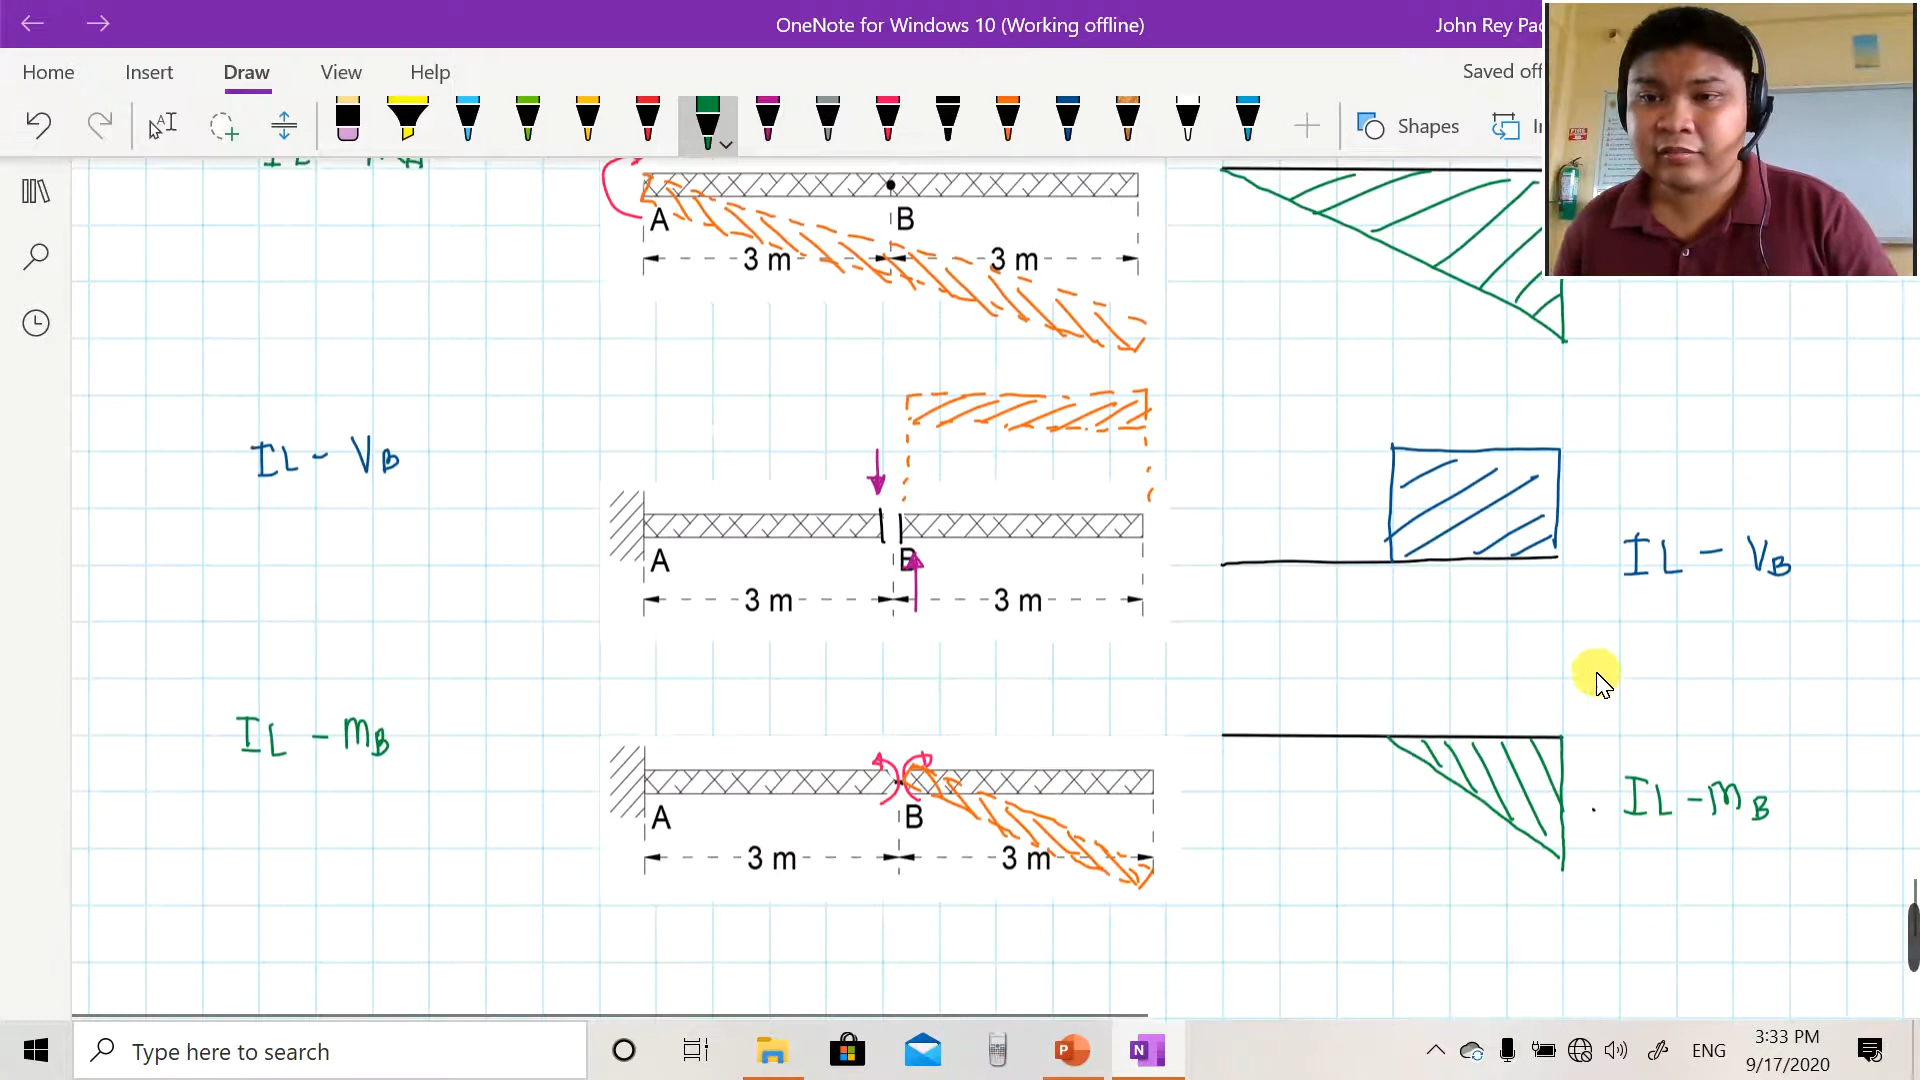 OneNote for Windows 10 (Working offline)
John Rey
Home Insert Draw View Help
Saved
Shapes
A B
3 m 3 m
IL - VB
A B
3 m 3 m
IL - VB
IL - MB
A B
3 m 3 m
IL - MB
FIRE
Type here to search
ENG
3:33 PM
9/17/2020